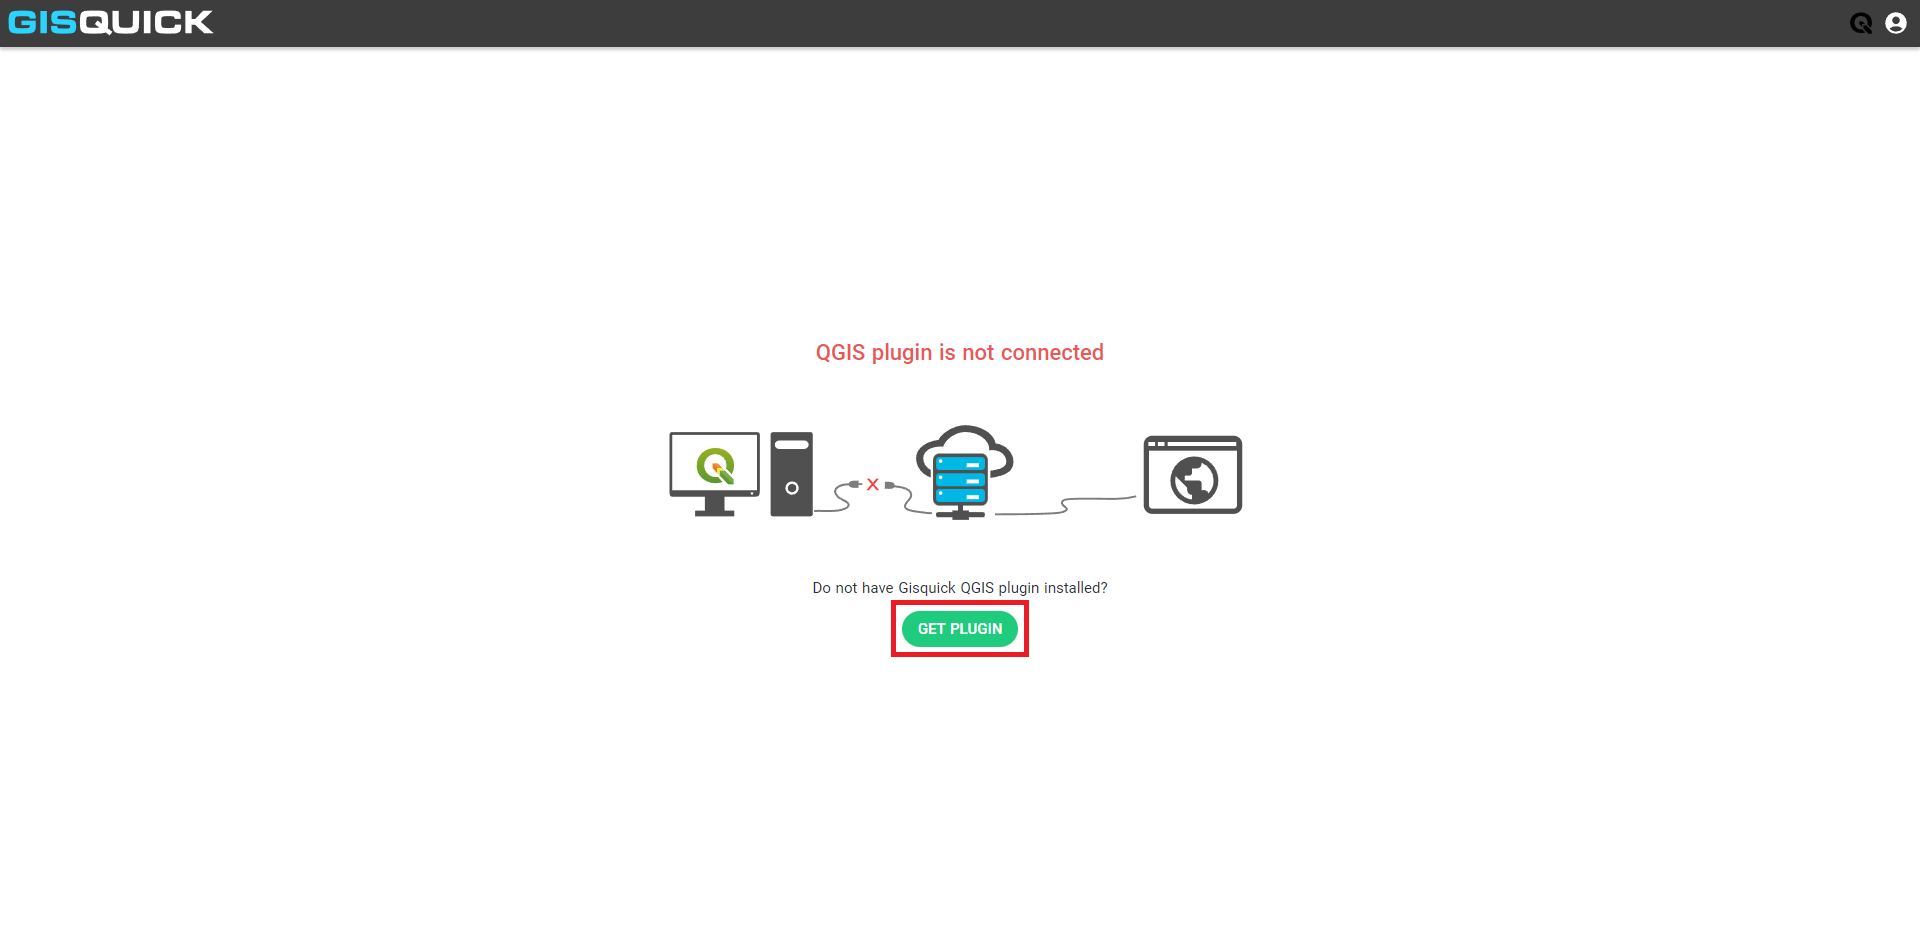 GISQUICK
QGIS plugin is not connected
X
Do not have Gisquick QGIS plugin installed?
GET PLUGIN